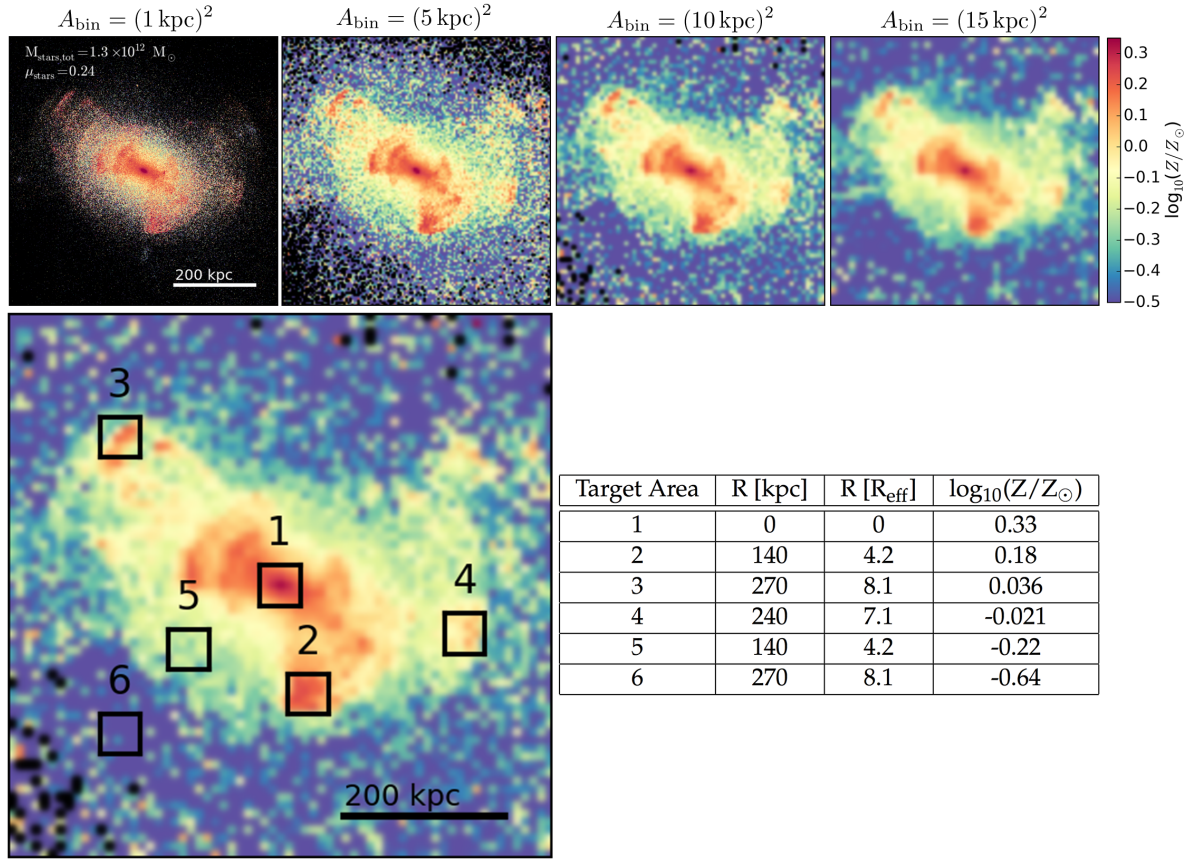 A_bin = (1 kpc)² A_bin = (5 kpc)² A_bin = (10 kpc)² A_bin = (15 kpc)²
M_stars,tot = 1.3 ×10¹² M_⊙
μ_stars = 0.24
200 kpc
0.3
0.2
0.1
0.0
−0.1
−0.2
−0.3
−0.4
−0.5
log₁₀(Z/Z_⊙)
3
1
4
5
2
6
200 kpc
Target Area R [kpc] R [R_eff] log₁₀(Z/Z_⊙)
1 0 0 0.33
2 140 4.2 0.18
3 270 8.1 0.036
4 240 7.1 -0.021
5 140 4.2 -0.22
6 270 8.1 -0.64